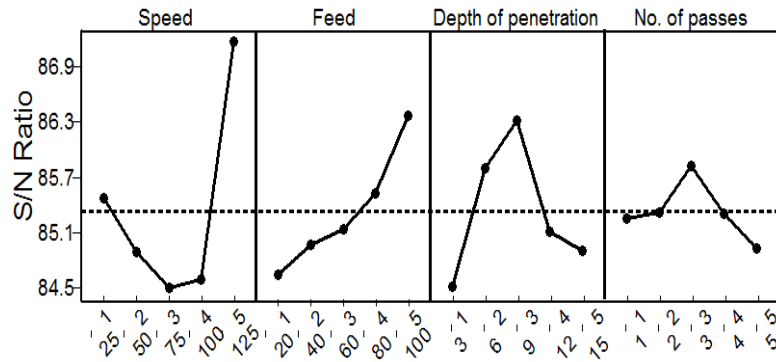 Speed Feed Depth of penetration No. of passes
S/N Ratio
86.9
86.3
85.7
85.1
84.5
1 2 3 4 5 1 2 3 4 5 1 2 3 4 5 1 2 3 4 5
25 50 75 100 125 20 40 60 80 100 3 6 9 12 15 1 2 3 4 5